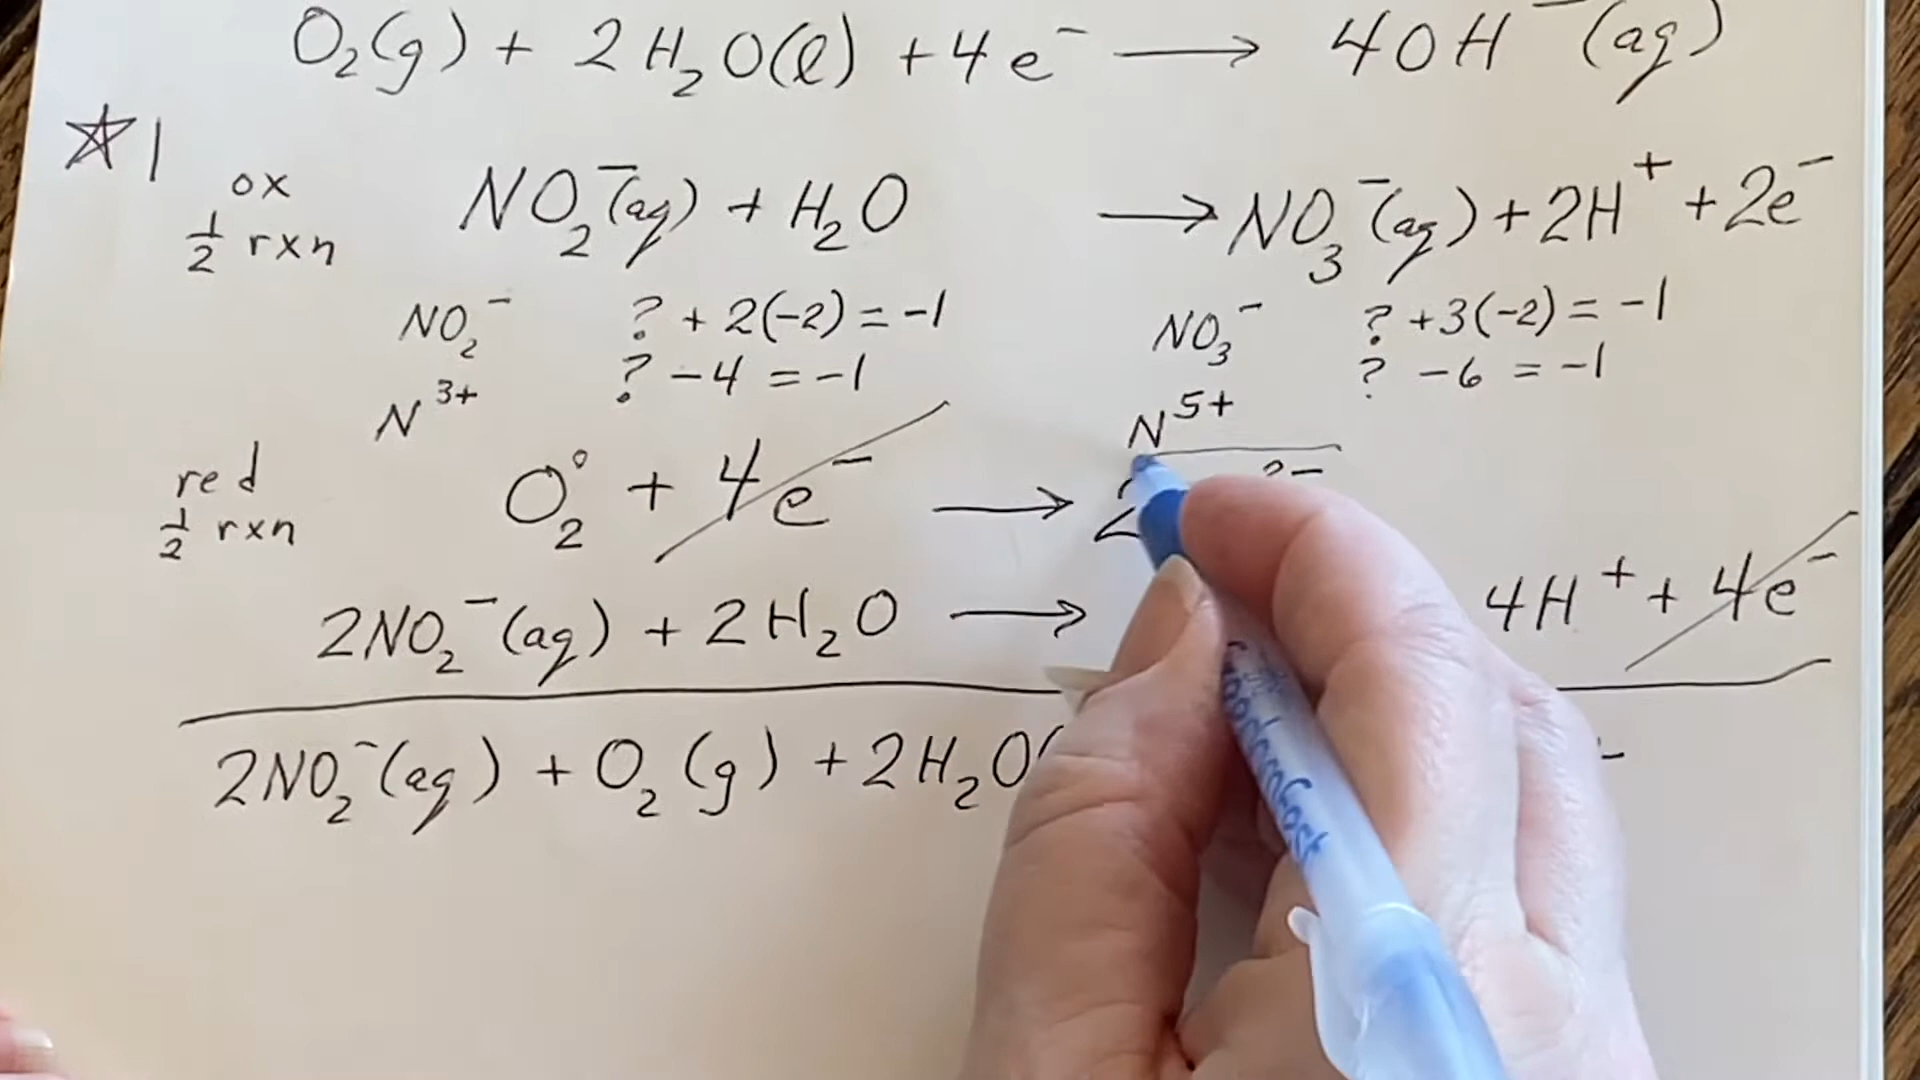 O₂(g) + 2H₂O(l) + 4e⁻ → 4OH⁻(aq)
☆1
ox
½ rxn
NO₂⁻(aq) + H₂O → NO₃⁻(aq) + 2H⁺ + 2e⁻
NO₂⁻ ? + 2(-2) = -1 NO₃⁻ ? + 3(-2) = -1
? - 4 = -1 ? - 6 = -1
N³⁺ N⁵⁺
red
½ rxn
O₂⁰ + 4e⁻ → 2
2NO₂⁻(aq) + 2H₂O → 4H⁺ + 4e⁻
2NO₂⁻(aq) + O₂(g) + 2H₂O(